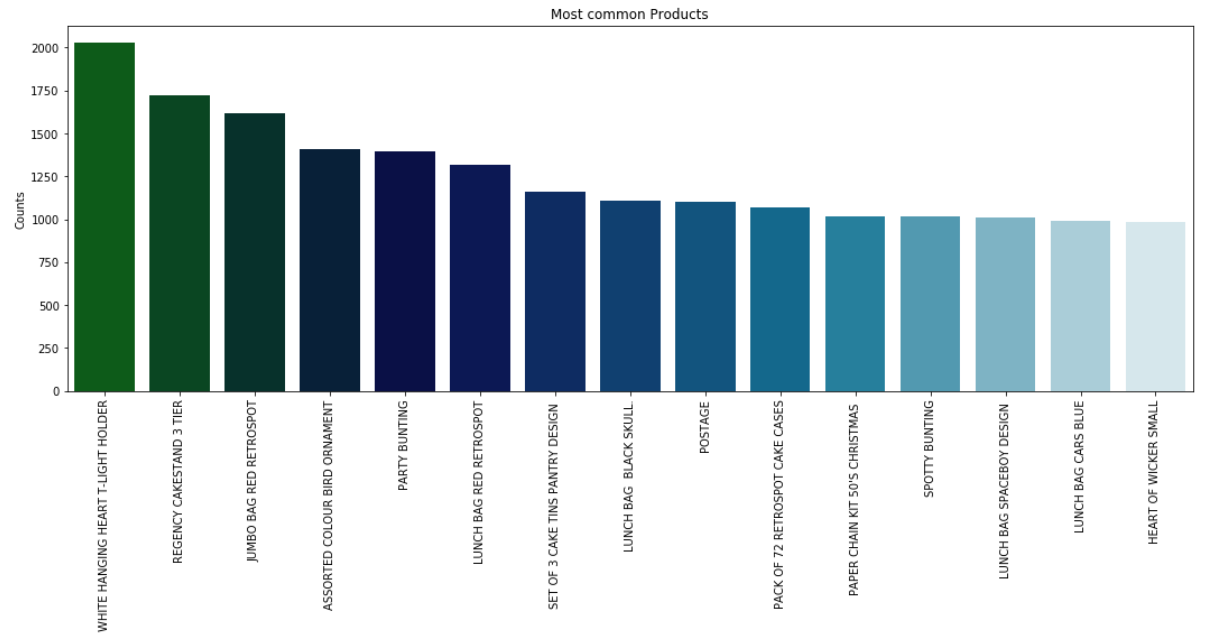 Most common Products
Counts
2000
1750
1500
1250
1000
750
500
250
0
WHITE HANGING HEART T-LIGHT HOLDER
REGENCY CAKESTAND 3 TIER
JUMBO BAG RED RETROSPOT
ASSORTED COLOUR BIRD ORNAMENT
PARTY BUNTING
LUNCH BAG RED RETROSPOT
SET OF 3 CAKE TINS PANTRY DESIGN
LUNCH BAG  BLACK SKULL.
POSTAGE
PACK OF 72 RETROSPOT CAKE CASES
PAPER CHAIN KIT 50'S CHRISTMAS
SPOTTY BUNTING
LUNCH BAG SPACEBOY DESIGN
LUNCH BAG CARS BLUE
HEART OF WICKER SMALL